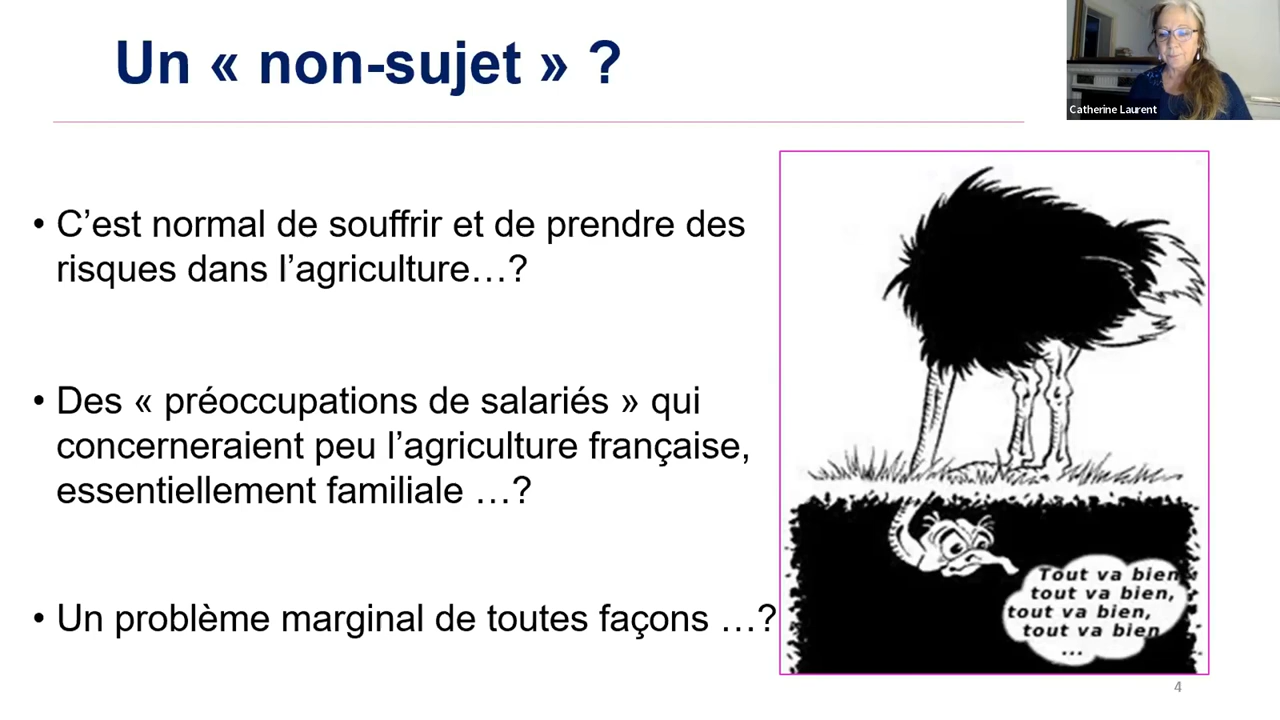 Un « non-sujet » ?
Catherine Laurent
• C’est normal de souffrir et de prendre des
risques dans l’agriculture…?
• Des « préoccupations de salariés » qui
concerneraient peu l’agriculture française,
essentiellement familiale …?
• Un problème marginal de toutes façons …?
Tout va bien,
tout va bien,
tout va bien,
tout va bien
...
4